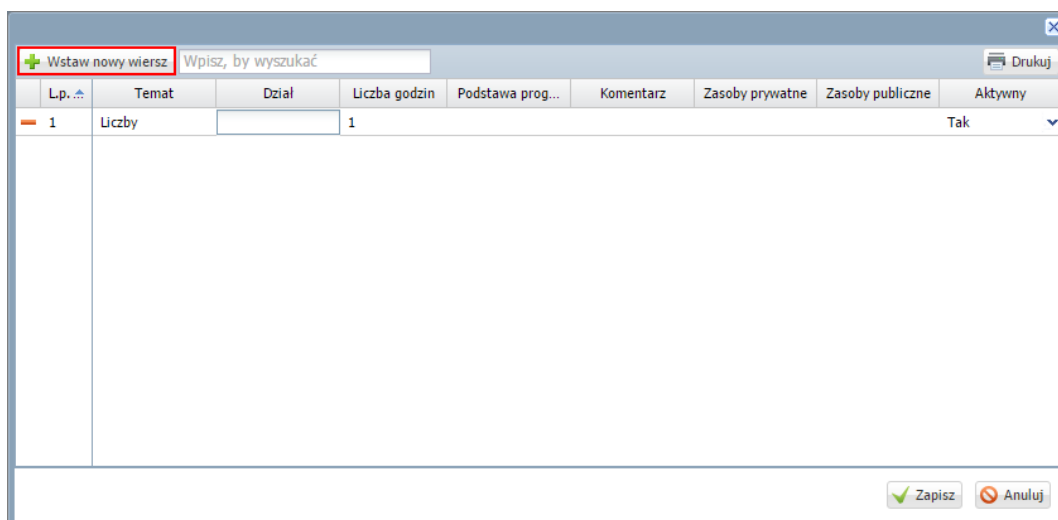 Wstaw nowy wiersz Wpisz, by wyszukać Drukuj
L.p. Temat Dział Liczba godzin Podstawa prog... Komentarz Zasoby prywatne Zasoby publiczne Aktywny
1 Liczby 1 Tak
Zapisz Anuluj